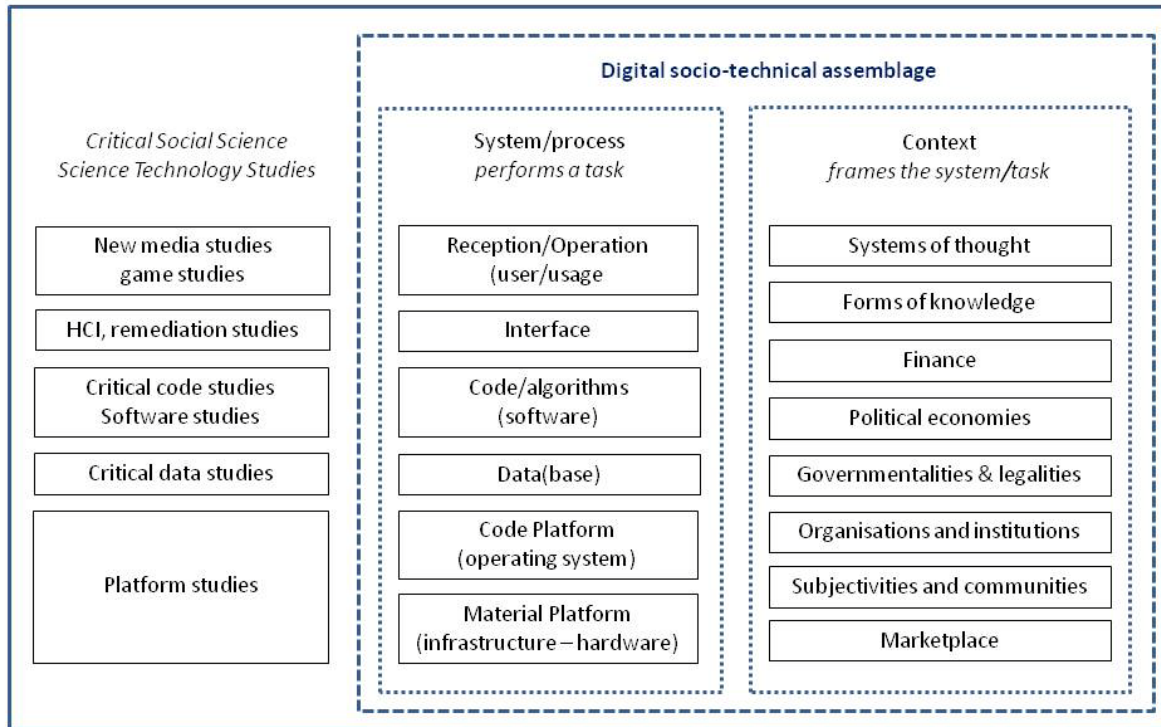 Digital socio-technical assemblage
Critical Social Science
Science Technology Studies
New media studies
game studies
HCI, remediation studies
Critical code studies
Software studies
Critical data studies
Platform studies
System/process
performs a task
Reception/Operation
(user/usage
Interface
Code/algorithms
(software)
Data(base)
Code Platform
(operating system)
Material Platform
(infrastructure – hardware)
Context
frames the system/task
Systems of thought
Forms of knowledge
Finance
Political economies
Governmentalities & legalities
Organisations and institutions
Subjectivities and communities
Marketplace